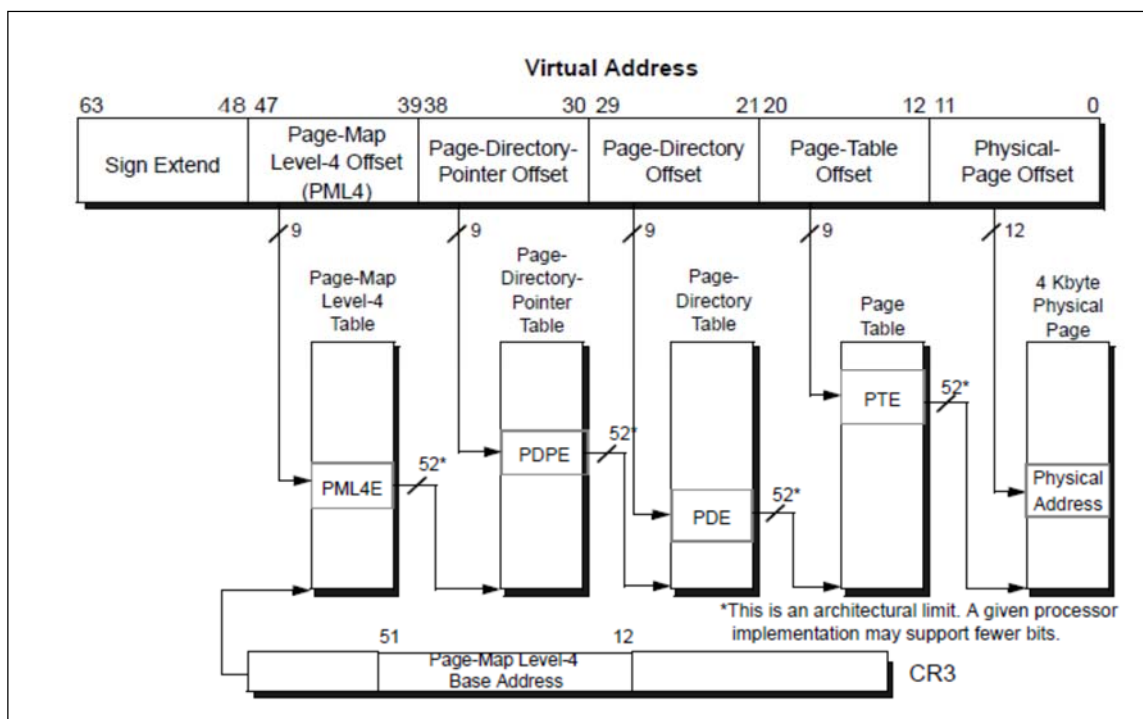 Virtual Address
63 48 47 39 38 30 29 21 20 12 11 0
Sign Extend
Page-Map
Level-4 Offset
(PML4)
Page-Directory-
Pointer Offset
Page-Directory
Offset
Page-Table
Offset
Physical-
Page Offset
9
9
9
9
12
Page-Map
Level-4
Table
Page-
Directory-
Pointer
Table
Page-
Directory
Table
Page
Table
4 Kbyte
Physical
Page
PML4E
52*
PDPE
52*
PDE
52*
PTE
52*
Physical
Address
*This is an architectural limit. A given processor
implementation may support fewer bits.
51 12
Page-Map Level-4
Base Address
CR3